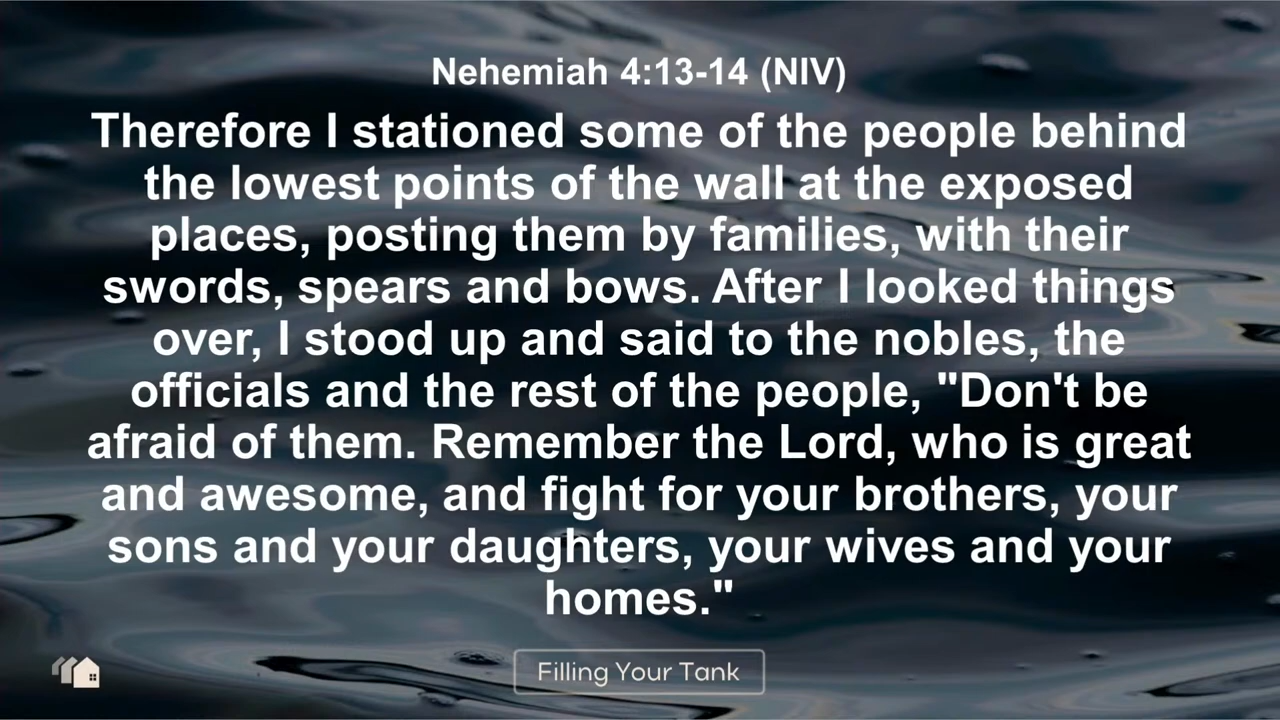 Nehemiah 4:13-14 (NIV)
Therefore I stationed some of the people behind
the lowest points of the wall at the exposed
places, posting them by families, with their
swords, spears and bows. After I looked things
over, I stood up and said to the nobles, the
officials and the rest of the people, "Don't be
afraid of them. Remember the Lord, who is great
and awesome, and fight for your brothers, your
sons and your daughters, your wives and your
homes."
Filling Your Tank